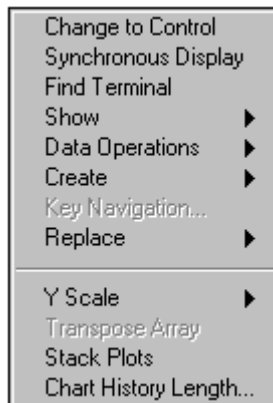 Change to Control
Synchronous Display
Find Terminal
Show
Data Operations
Create
Key Navigation...
Replace
Y Scale
Transpose Array
Stack Plots
Chart History Length...